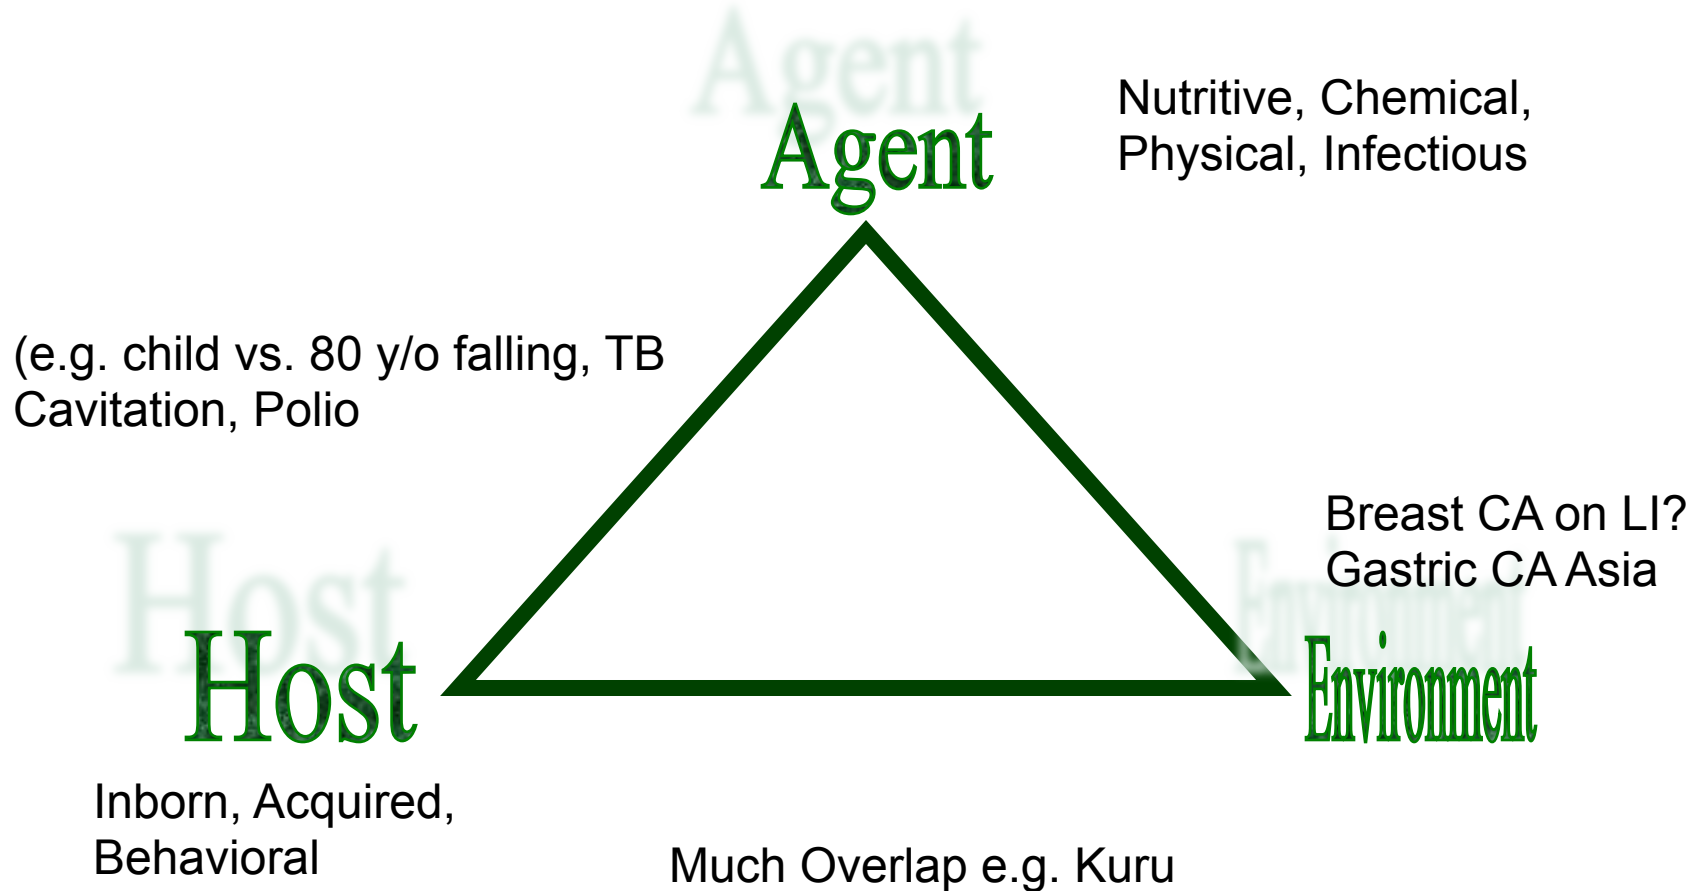 Agent
Nutritive, Chemical,
Physical, Infectious
(e.g. child vs. 80 y/o falling, TB
Cavitation, Polio
Breast CA on LI?
Gastric CA Asia
Host
Environment
Inborn, Acquired,
Behavioral
Much Overlap e.g. Kuru